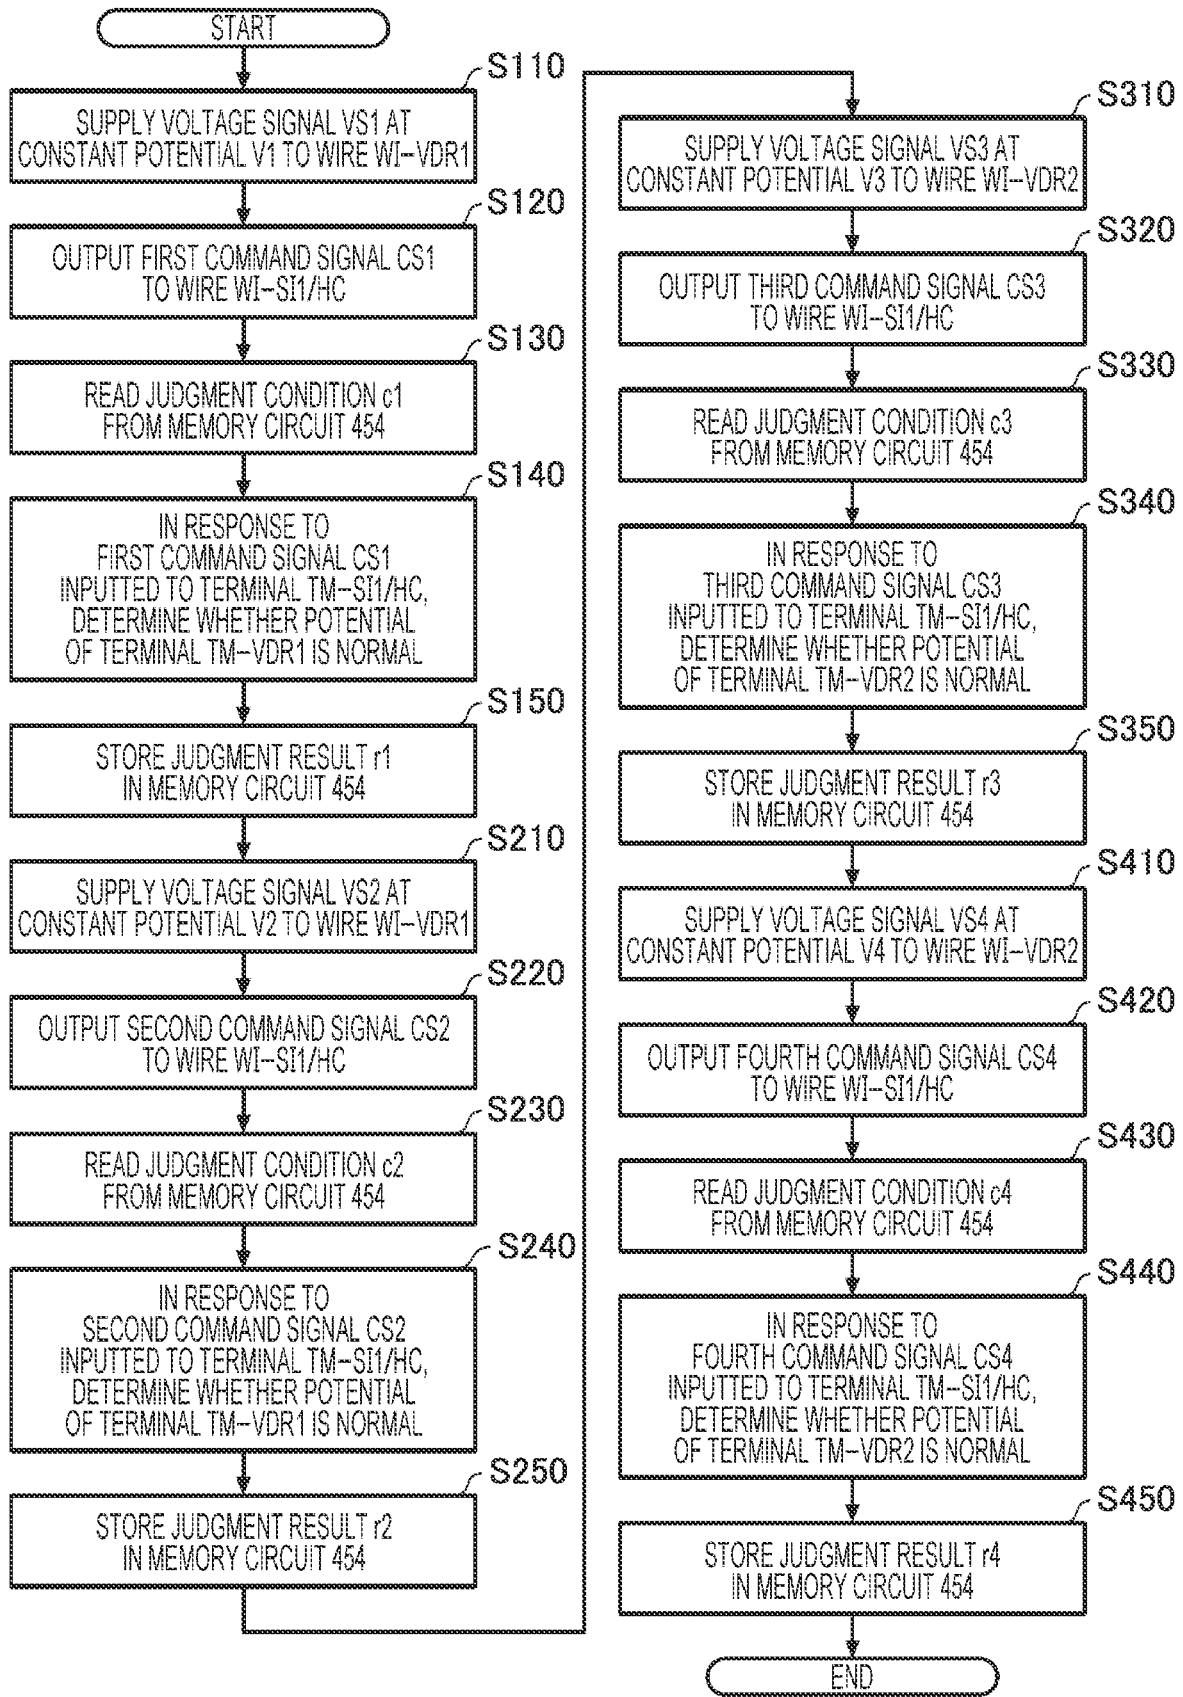 START
S110
SUPPLY VOLTAGE SIGNAL VS1 AT
CONSTANT POTENTIAL V1 TO WIRE WI-VDR1
S120
OUTPUT FIRST COMMAND SIGNAL CS1
TO WIRE WI-SI1/HC
S130
READ JUDGMENT CONDITION c1
FROM MEMORY CIRCUIT 454
S140
IN RESPONSE TO
FIRST COMMAND SIGNAL CS1
INPUTTED TO TERMINAL TM-SI1/HC,
DETERMINE WHETHER POTENTIAL
OF TERMINAL TM-VDR1 IS NORMAL
S150
STORE JUDGMENT RESULT r1
IN MEMORY CIRCUIT 454
S210
SUPPLY VOLTAGE SIGNAL VS2 AT
CONSTANT POTENTIAL V2 TO WIRE WI-VDR1
S220
OUTPUT SECOND COMMAND SIGNAL CS2
TO WIRE WI-SI1/HC
S230
READ JUDGMENT CONDITION c2
FROM MEMORY CIRCUIT 454
S240
IN RESPONSE TO
SECOND COMMAND SIGNAL CS2
INPUTTED TO TERMINAL TM-SI1/HC,
DETERMINE WHETHER POTENTIAL
OF TERMINAL TM-VDR1 IS NORMAL
S250
STORE JUDGMENT RESULT r2
IN MEMORY CIRCUIT 454
S310
SUPPLY VOLTAGE SIGNAL VS3 AT
CONSTANT POTENTIAL V3 TO WIRE WI-VDR2
S320
OUTPUT THIRD COMMAND SIGNAL CS3
TO WIRE WI-SI1/HC
S330
READ JUDGMENT CONDITION c3
FROM MEMORY CIRCUIT 454
S340
IN RESPONSE TO
THIRD COMMAND SIGNAL CS3
INPUTTED TO TERMINAL TM-SI1/HC,
DETERMINE WHETHER POTENTIAL
OF TERMINAL TM-VDR2 IS NORMAL
S350
STORE JUDGMENT RESULT r3
IN MEMORY CIRCUIT 454
S410
SUPPLY VOLTAGE SIGNAL VS4 AT
CONSTANT POTENTIAL V4 TO WIRE WI-VDR2
S420
OUTPUT FOURTH COMMAND SIGNAL CS4
TO WIRE WI-SI1/HC
S430
READ JUDGMENT CONDITION c4
FROM MEMORY CIRCUIT 454
S440
IN RESPONSE TO
FOURTH COMMAND SIGNAL CS4
INPUTTED TO TERMINAL TM-SI1/HC,
DETERMINE WHETHER POTENTIAL
OF TERMINAL TM-VDR2 IS NORMAL
S450
STORE JUDGMENT RESULT r4
IN MEMORY CIRCUIT 454
END